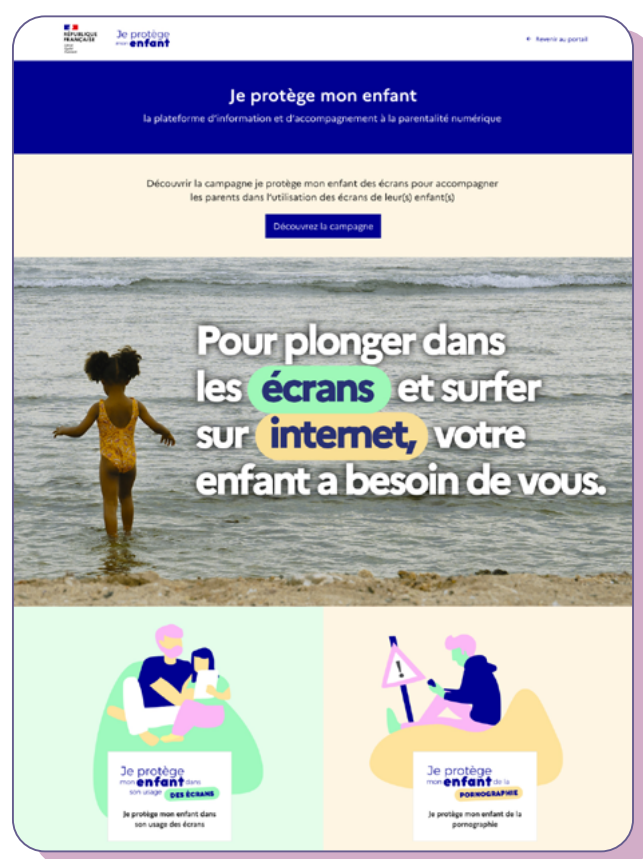 RÉPUBLIQUE
FRANÇAISE
Je protège
mon enfant
← Revenir au portail
Je protège mon enfant
la plateforme d'information et d'accompagnement à la parentalité numérique
Découvrir la campagne je protège mon enfant des écrans pour accompagner
les parents dans l'utilisation des écrans de leur(s) enfant(s)
Découvrez la campagne
Pour plonger dans
les écrans et surfer
sur internet, votre
enfant a besoin de vous.
Je protège
mon enfant dans
son usage DES ÉCRANS
Je protège mon enfant dans
son usage des écrans
!
Je protège
mon enfant de la
PORNOGRAPHIE
Je protège mon enfant de la
pornographie